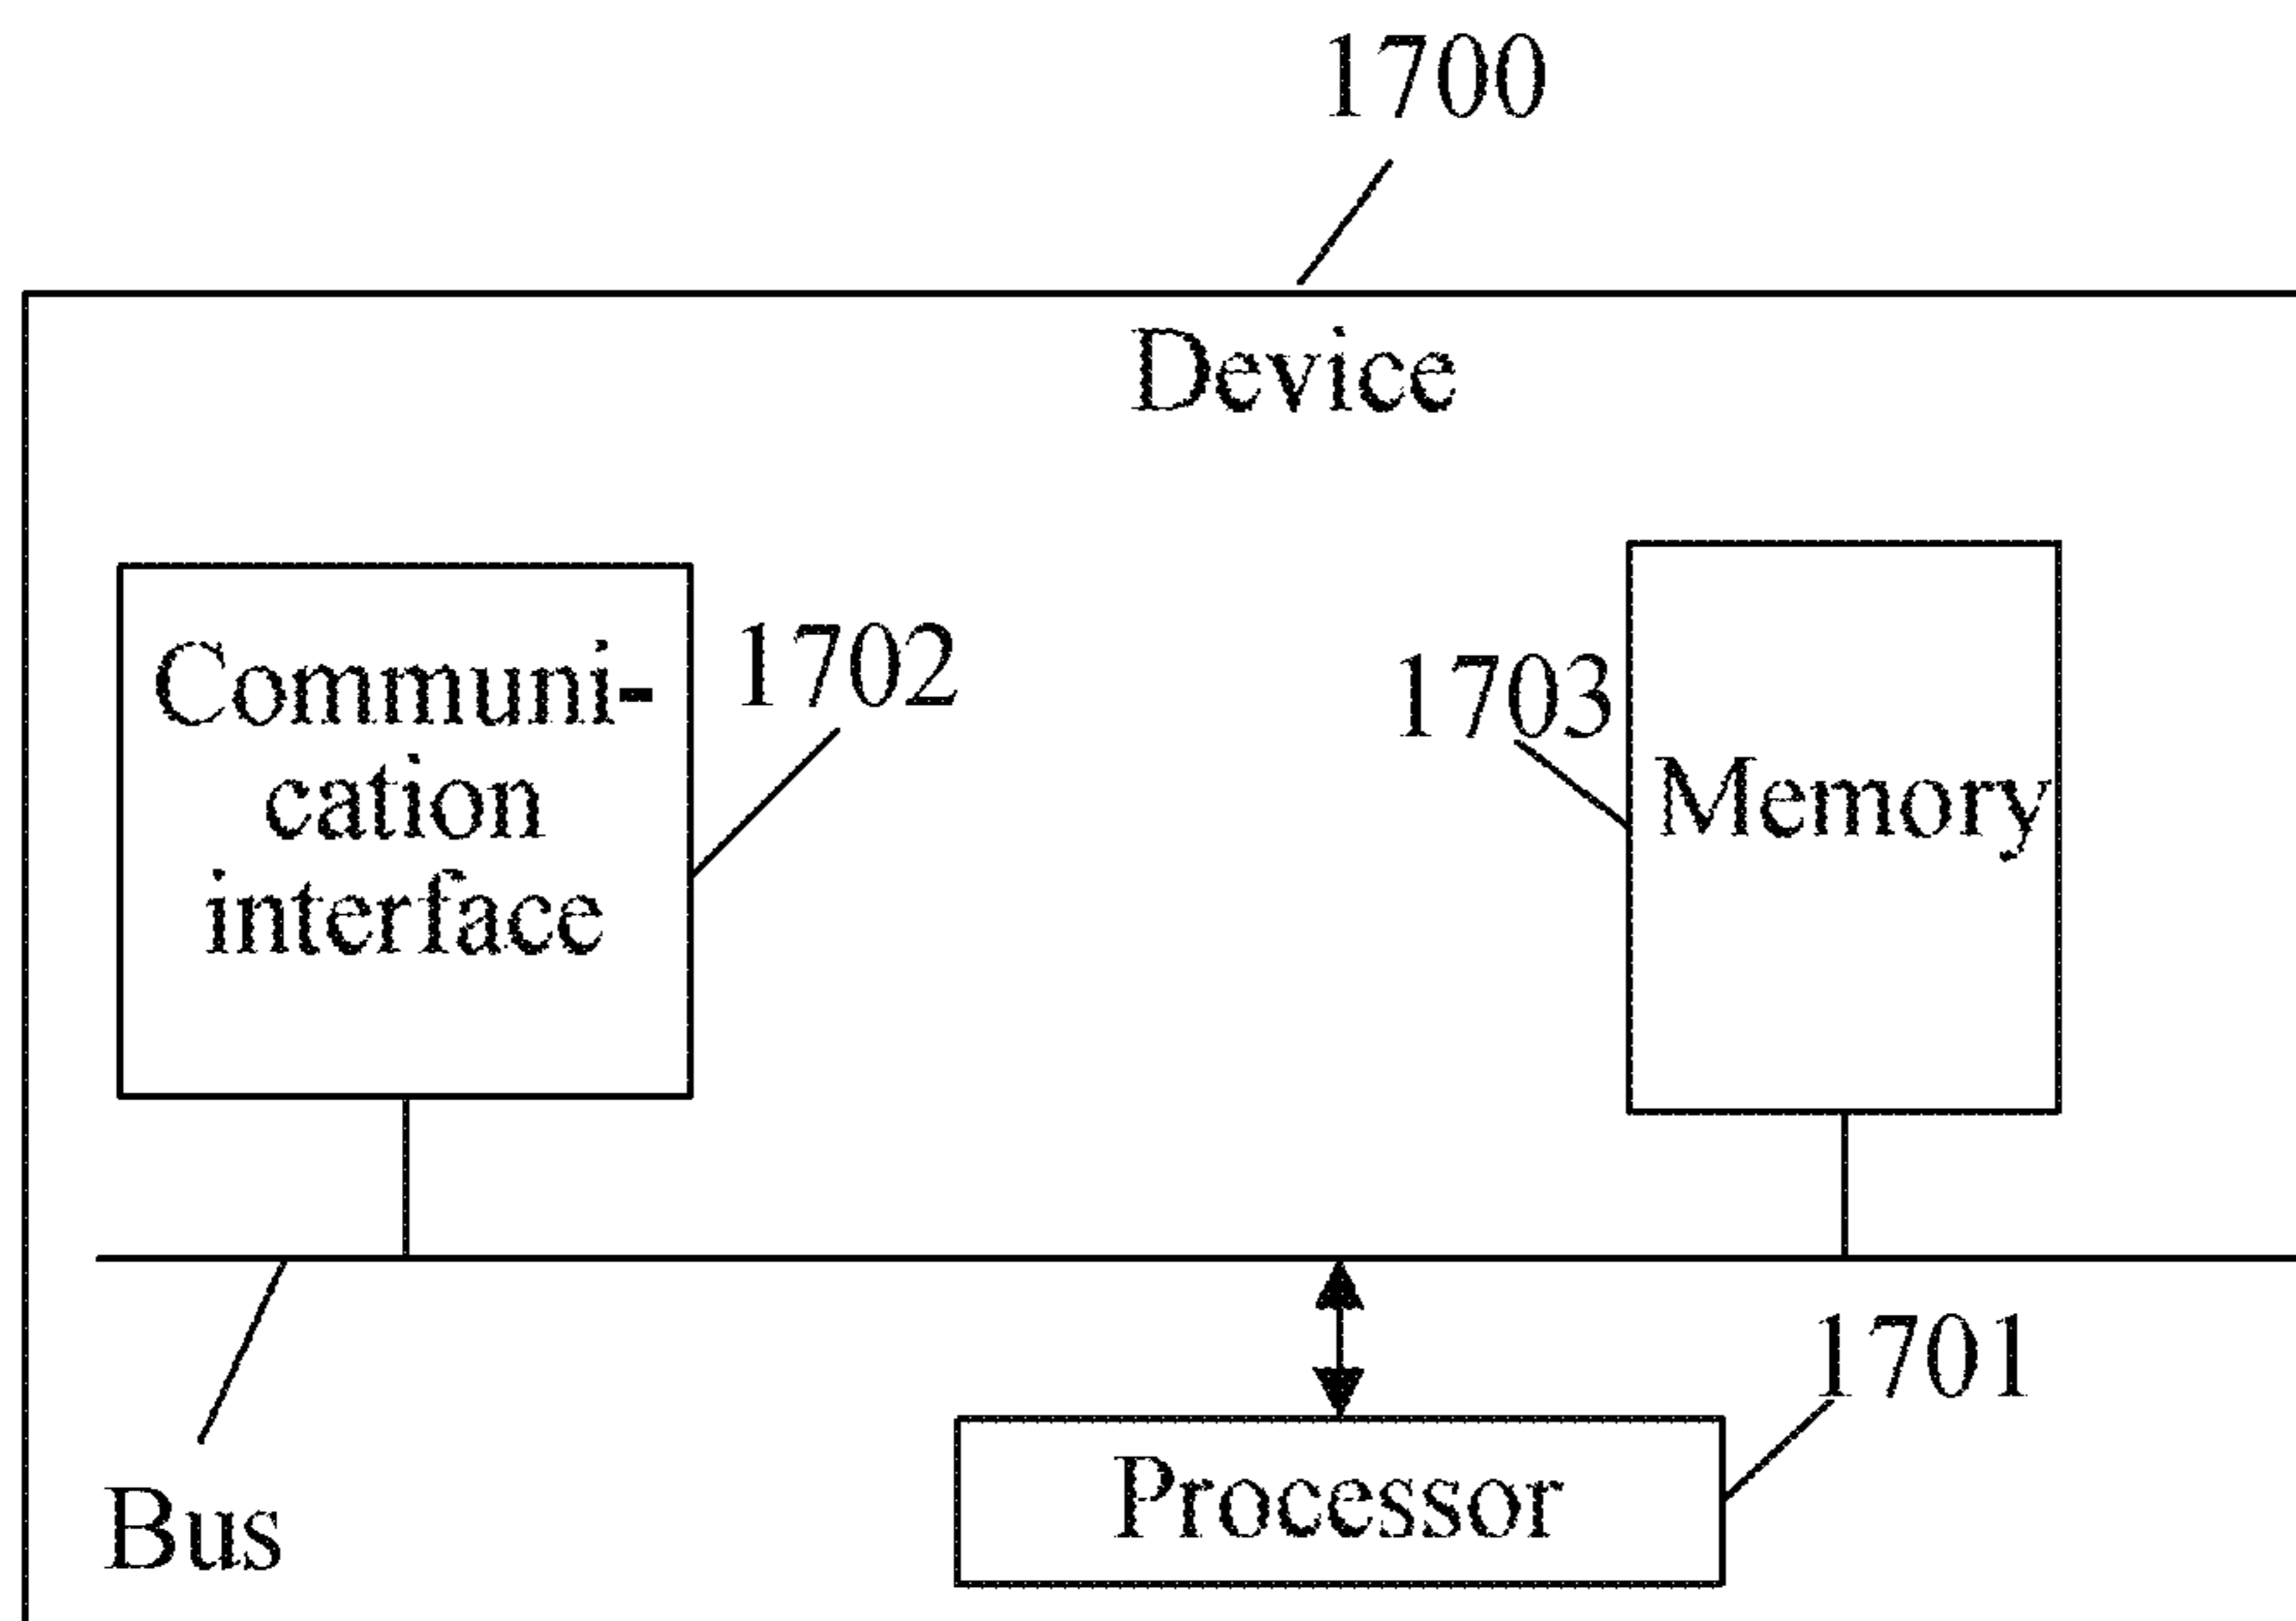 1700
Device
Communi-
cation
interface
1702
1703
Memory
1701
Processor
Bus